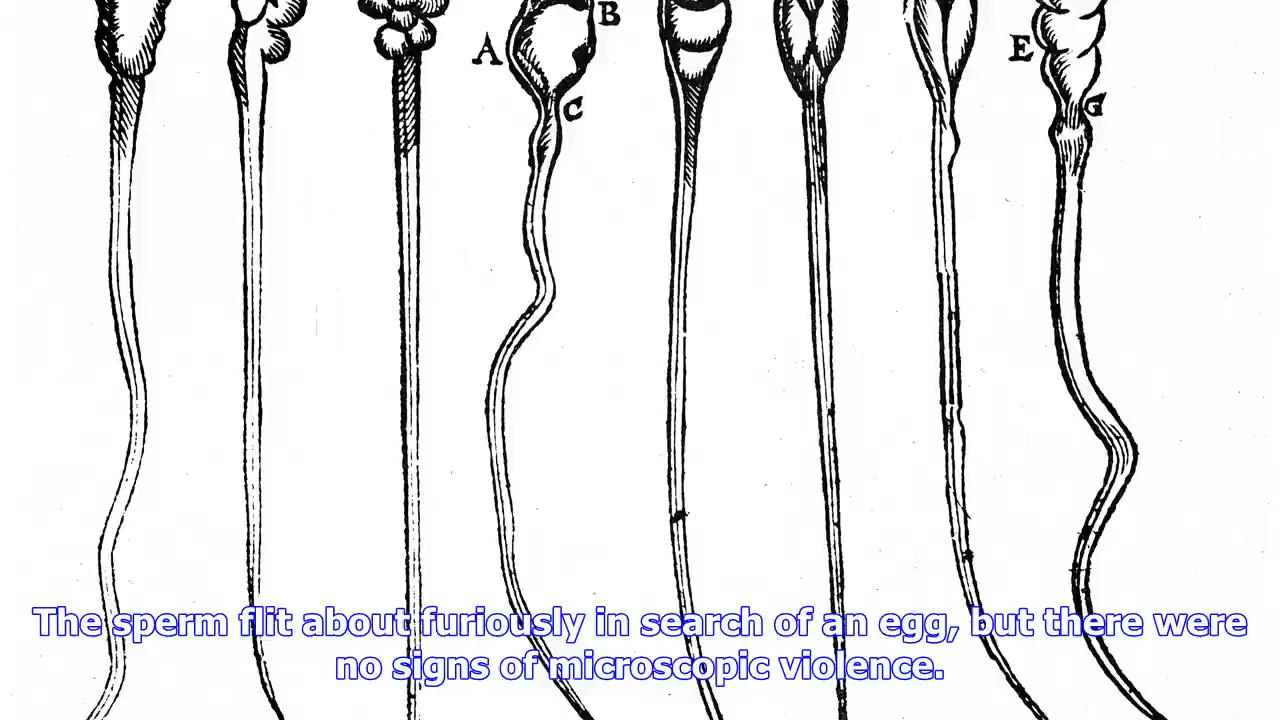 B
A
E
C
G
The sperm flit about furiously in search of an egg, but there were
no signs of microscopic violence.